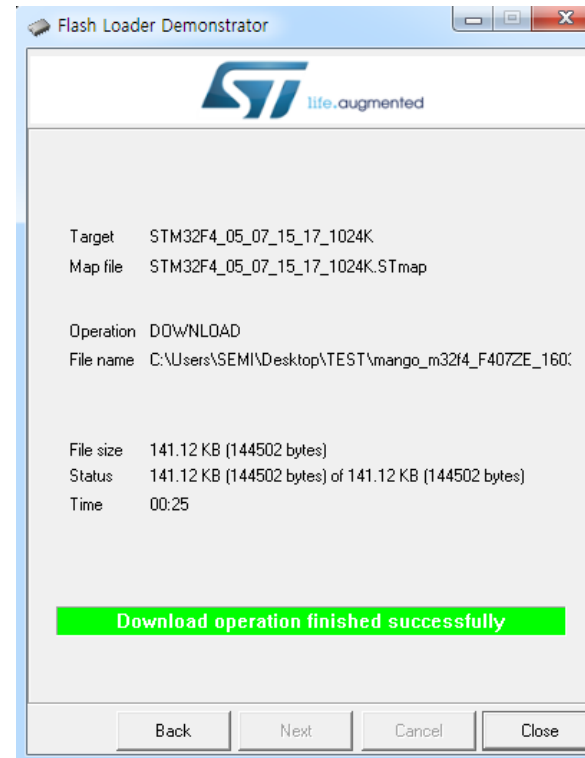 Flash Loader Demonstrator
life.augmented
Target STM32F4_05_07_15_17_1024K
Map file STM32F4_05_07_15_17_1024K.STmap
Operation DOWNLOAD
File name C:\Users\SEMI\Desktop\TEST\mango_m32f4_F407ZE_160
File size 141.12 KB (144502 bytes)
Status 141.12 KB (144502 bytes) of 141.12 KB (144502 bytes)
Time 00:25
Download operation finished successfully
Back Next Cancel Close